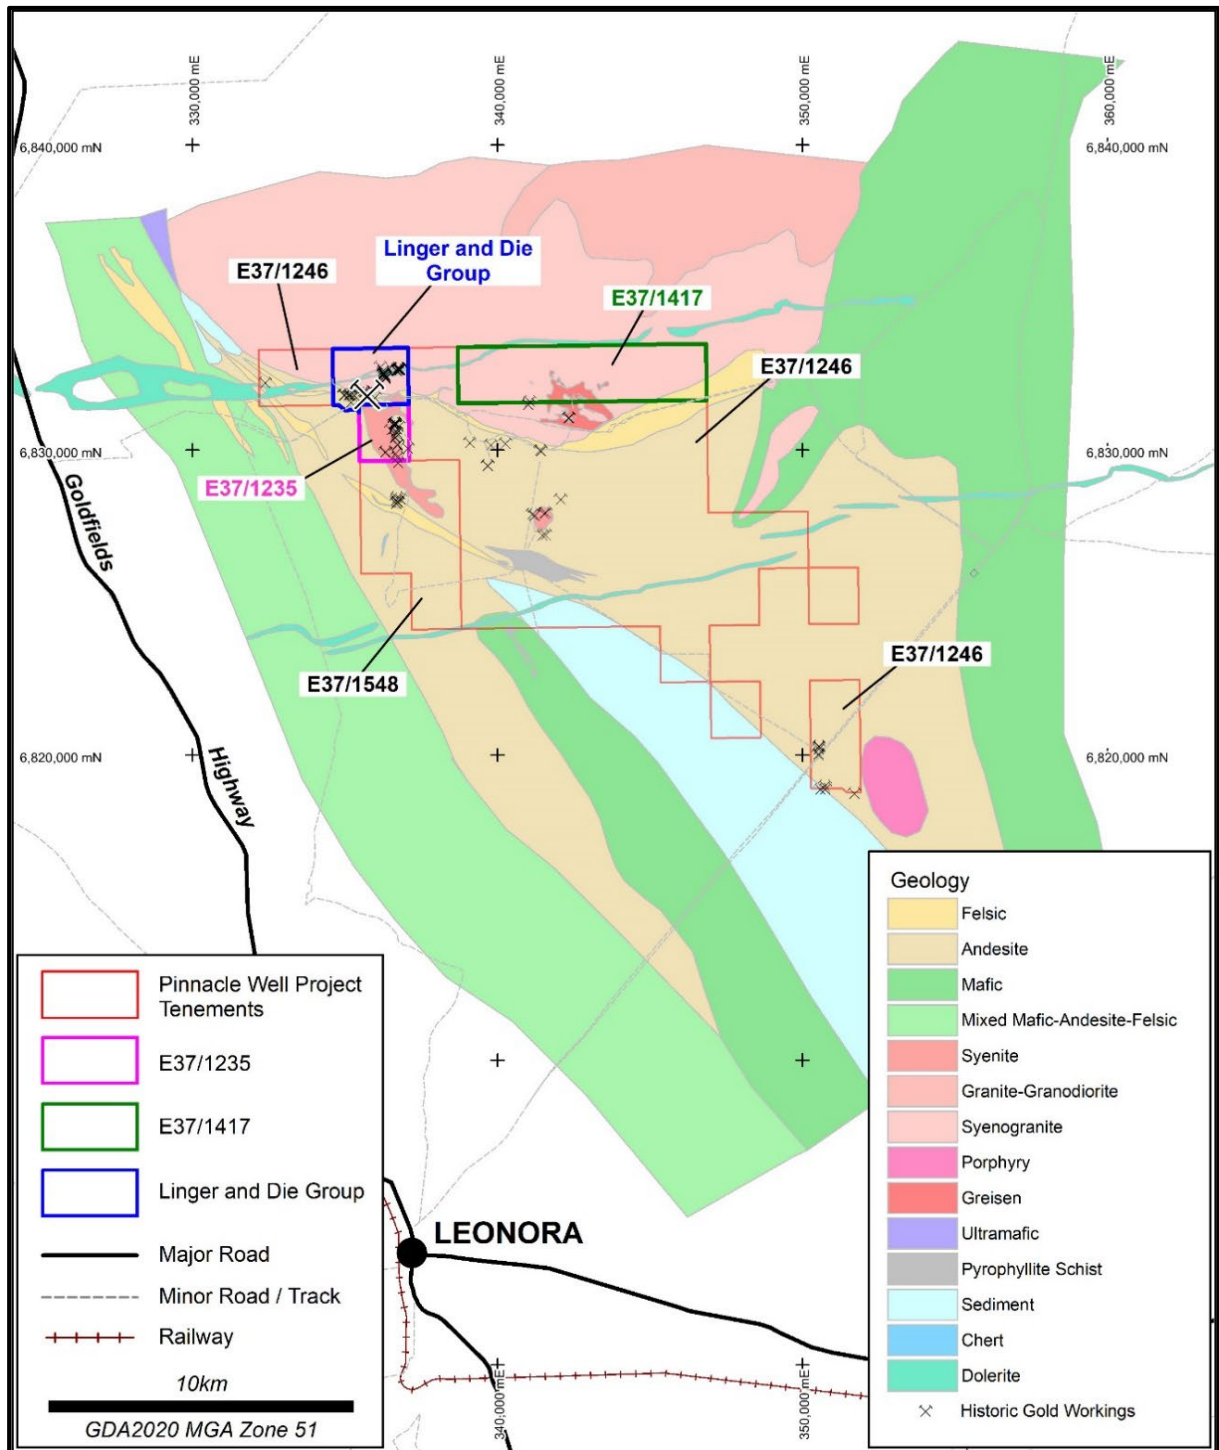 330,000 mE
340,000 mE
350,000 mE
360,000 mE
6,840,000 mN
6,840,000 mN
Linger and Die
Group
E37/1246
E37/1417
E37/1246
6,830,000 mN
6,830,000 mN
E37/1235
Goldfields
Highway
E37/1548
E37/1246
6,820,000 mN
6,820,000 mN
LEONORA
340,000 mE
350,000 mE
Pinnacle Well Project
Tenements
E37/1235
E37/1417
Linger and Die Group
Major Road
Minor Road / Track
Railway
10km
GDA2020 MGA Zone 51
Geology
Felsic
Andesite
Mafic
Mixed Mafic-Andesite-Felsic
Syenite
Granite-Granodiorite
Syenogranite
Porphyry
Greisen
Ultramafic
Pyrophyllite Schist
Sediment
Chert
Dolerite
Historic Gold Workings